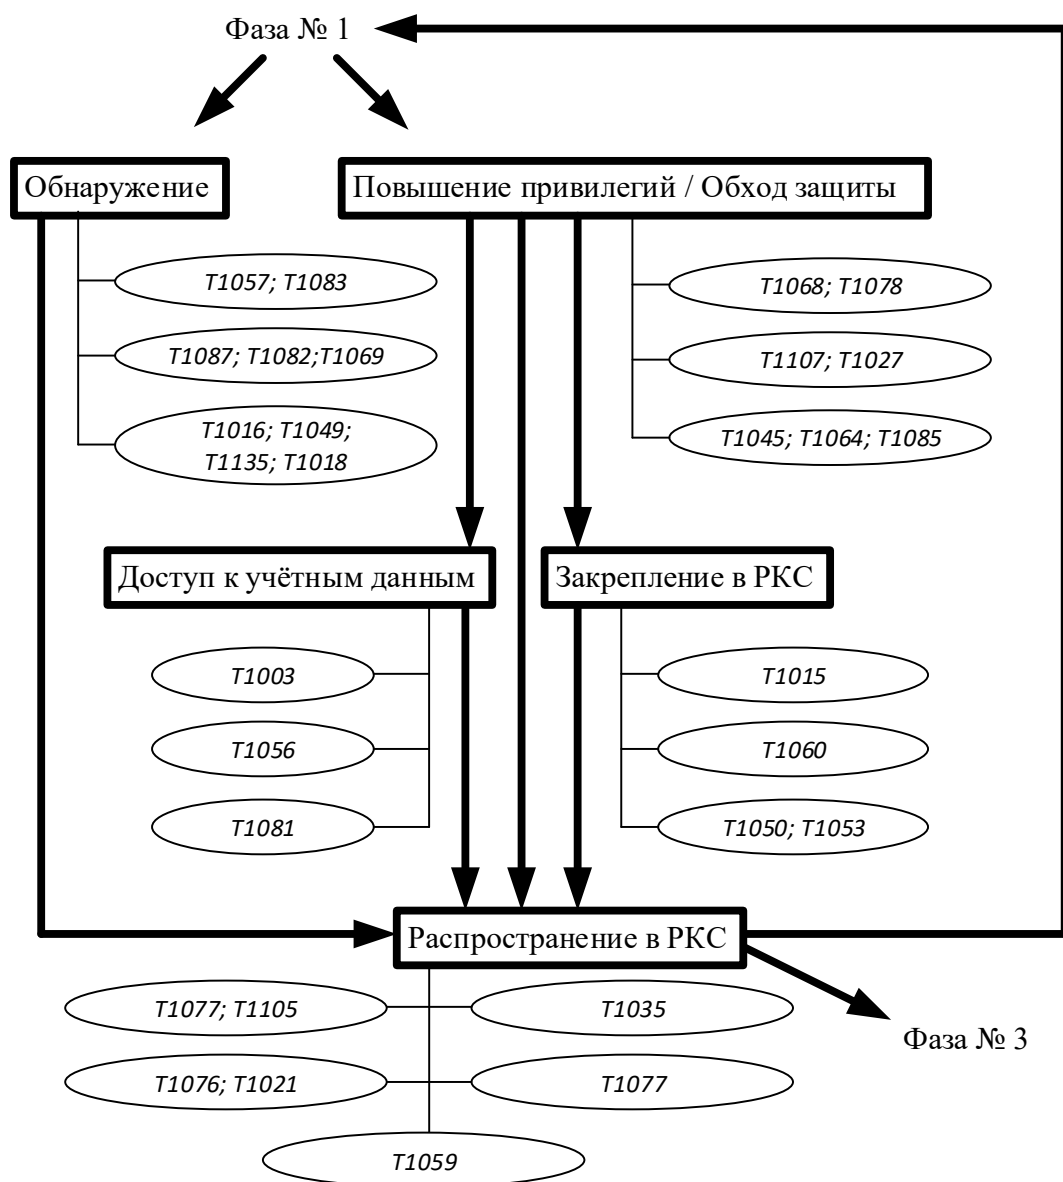 Фаза № 1
Обнаружение
Повышение привилегий / Обход защиты
T1057; T1083
T1068; T1078
T1087; T1082;T1069
T1107; T1027
T1016; T1049;
T1135; T1018
T1045; T1064; T1085
Доступ к учётным данным
Закрепление в РКС
T1003
T1015
T1056
T1060
T1081
T1050; T1053
Распространение в РКС
T1077; T1105
T1035
Фаза № 3
T1076; T1021
T1077
T1059